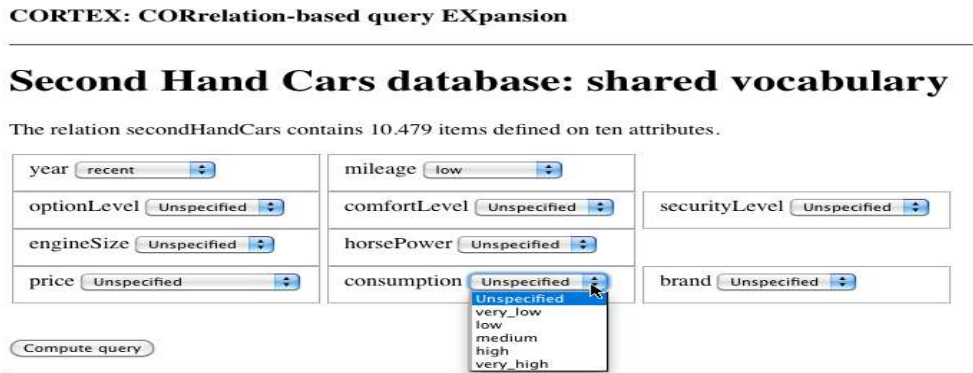 CORTEX: CORrelation-based query EXpansion
Second Hand Cars database: shared vocabulary
The relation secondHandCars contains 10.479 items defined on ten attributes.
year recent mileage low
optionLevel Unspecified comfortLevel Unspecified securityLevel Unspecified
engineSize Unspecified horsePower Unspecified
price Unspecified consumption Unspecified brand Unspecified
Unspecified
very_low
low
medium
high
very_high
Compute query